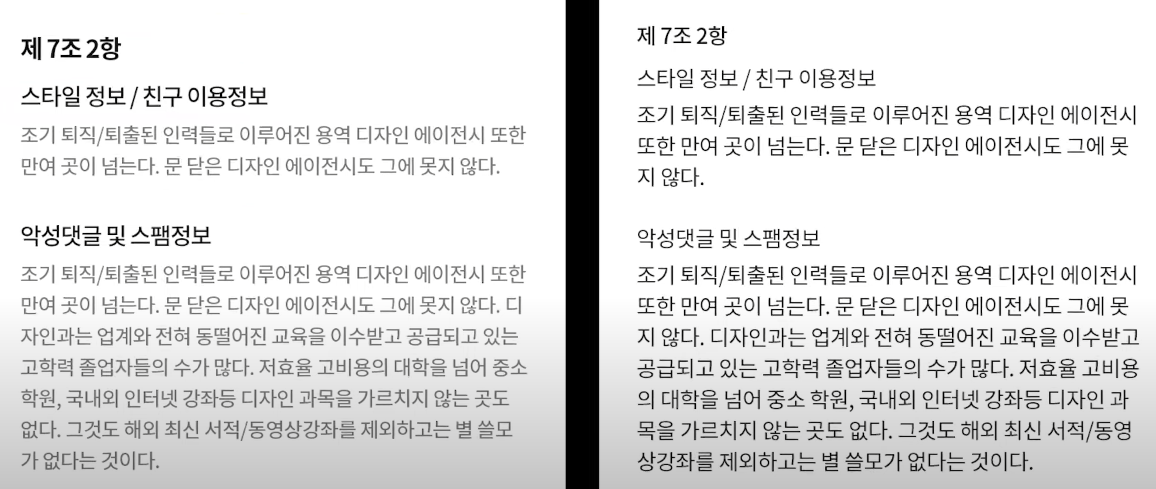 제 7조 2항
스타일 정보 / 친구 이용정보
조기 퇴직/퇴출된 인력들로 이루어진 용역 디자인 에이전시 또한
만여 곳이 넘는다. 문 닫은 디자인 에이전시도 그에 못지 않다.
악성댓글 및 스팸정보
조기 퇴직/퇴출된 인력들로 이루어진 용역 디자인 에이전시 또한
만여 곳이 넘는다. 문 닫은 디자인 에이전시도 그에 못지 않다. 디
자인과는 업계와 전혀 동떨어진 교육을 이수받고 공급되고 있는
고학력 졸업자들의 수가 많다. 저효율 고비용의 대학을 넘어 중소
학원, 국내외 인터넷 강좌등 디자인 과목을 가르치지 않는 곳도
없다. 그것도 해외 최신 서적/동영상강좌를 제외하고는 별 쓸모
가 없다는 것이다.
제 7조 2항
스타일 정보 / 친구 이용정보
조기 퇴직/퇴출된 인력들로 이루어진 용역 디자인 에이전시
또한 만여 곳이 넘는다. 문 닫은 디자인 에이전시도 그에 못
지 않다.
악성댓글 및 스팸정보
조기 퇴직/퇴출된 인력들로 이루어진 용역 디자인 에이전시
또한 만여 곳이 넘는다. 문 닫은 디자인 에이전시도 그에 못
지 않다. 디자인과는 업계와 전혀 동떨어진 교육을 이수받고
공급되고 있는 고학력 졸업자들의 수가 많다. 저효율 고비용
의 대학을 넘어 중소 학원, 국내외 인터넷 강좌등 디자인 과
목을 가르치지 않는 곳도 없다. 그것도 해외 최신 서적/동영
상강좌를 제외하고는 별 쓸모가 없다는 것이다.